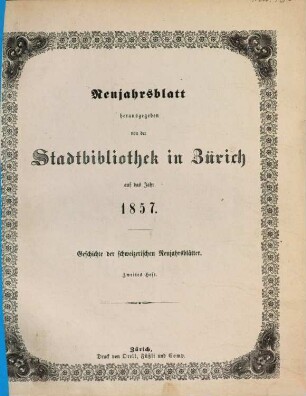 Neujahrsblatt
herausgegeben
von der
Stadtbibliothek in Zürich
auf das Jahr
1857.
Geschichte der schweizerischen Neujahrsblätter.
Zweites Heft.
Zürich,
Druck von Orell, Füßli und Comp.